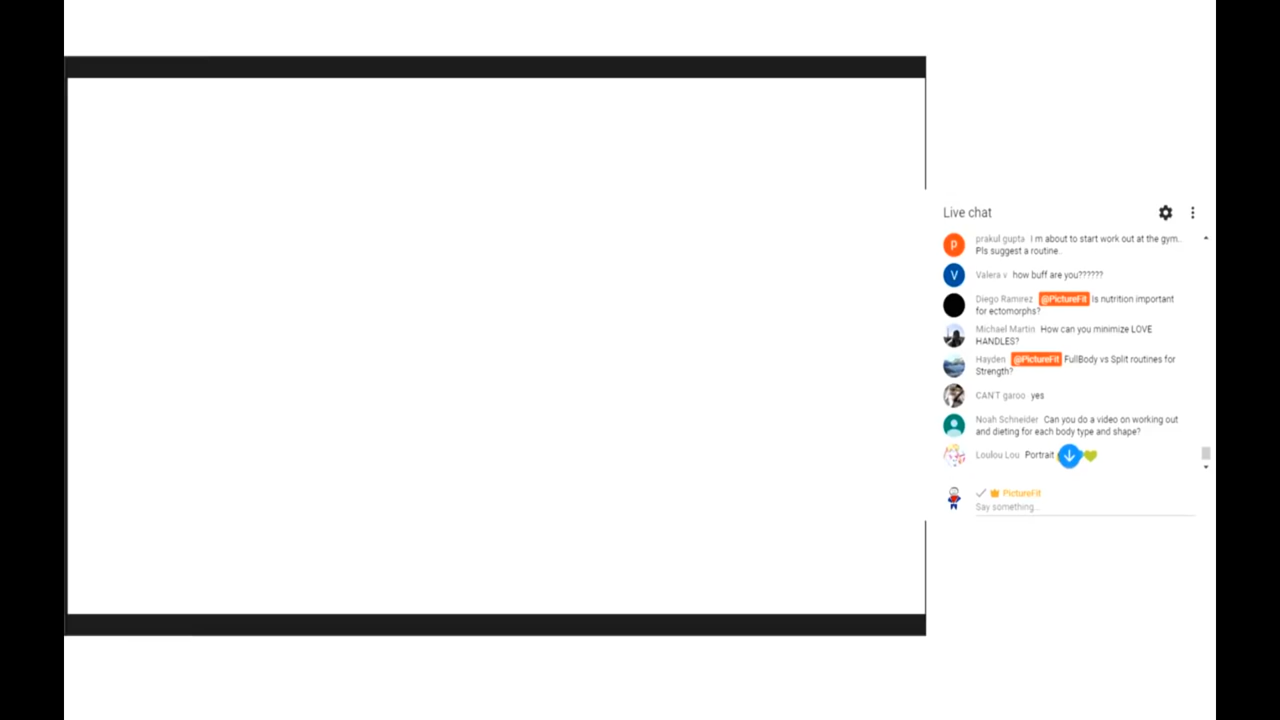 Live chat
prakul gupta I m about to start work out at the gym..
Pls suggest a routine..
V Valera v how buff are you??????
Diego Ramirez @PictureFit Is nutrition important
for ectomorphs?
Michael Martin How can you minimize LOVE
HANDLES?
Hayden @PictureFit FullBody vs Split routines for
Strength?
CAN'T garoo yes
Noah Schneider Can you do a video on working out
and dieting for each body type and shape?
Loulou Lou Portrait
PictureFit
Say something...